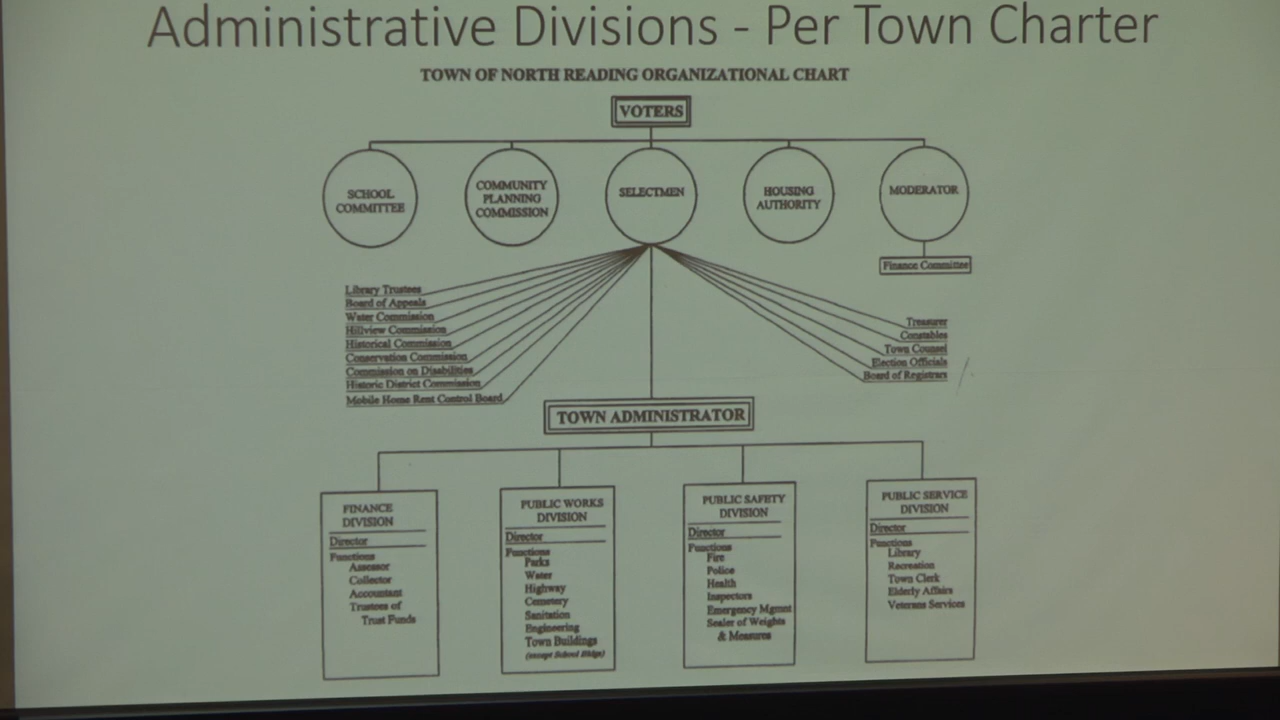 Administrative Divisions - Per Town Charter
TOWN OF NORTH READING ORGANIZATIONAL CHART
VOTERS
SCHOOL
COMMITTEE
COMMUNITY
PLANNING
COMMISSION
SELECTMEN
HOUSING
AUTHORITY
MODERATOR
Finance Committee
Library Trustees
Board of Appeals
Water Commission
Hillview Commission
Historical Commission
Conservation Commission
Commission on Disabilities
Historic District Commission
Mobile Home Rent Control Board
Treasurer
Constables
Town Counsel
Election Officials
Board of Registrars
TOWN ADMINISTRATOR
FINANCE
DIVISION
Director
Functions
Assessor
Collector
Accountant
Trustees of
Trust Funds
PUBLIC WORKS
DIVISION
Director
Functions
Parks
Water
Highway
Cemetery
Sanitation
Engineering
Town Buildings
(except School Bldgs)
PUBLIC SAFETY
DIVISION
Director
Functions
Fire
Police
Health
Inspectors
Emergency Mgmnt
Sealer of Weights
& Measures
PUBLIC SERVICE
DIVISION
Director
Functions
Library
Recreation
Town Clerk
Elderly Affairs
Veterans Services